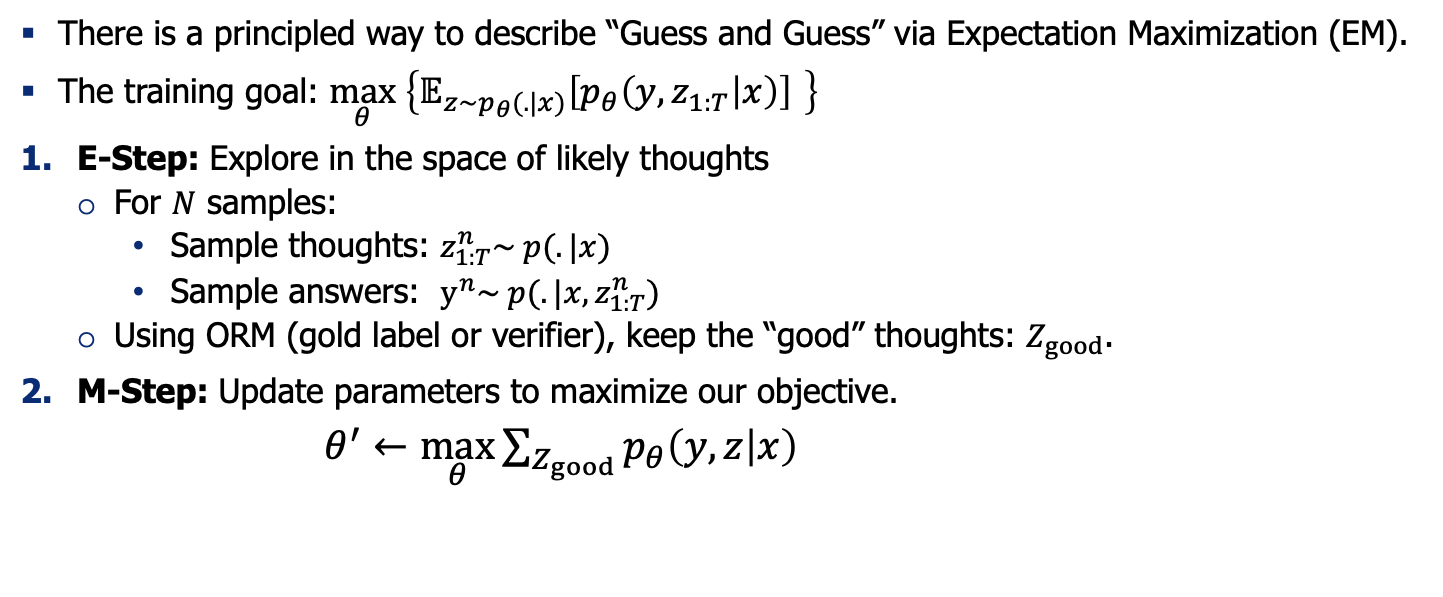 ▪ There is a principled way to describe “Guess and Guess” via Expectation Maximization (EM).
▪ The training goal: max_θ {𝔼_{z~p_θ(.|x)}[p_θ(y, z_{1:T}|x)] }
1. E-Step: Explore in the space of likely thoughts
o For N samples:
• Sample thoughts: z^n_{1:T}~ p(. |x)
• Sample answers: y^n~ p(. |x, z^n_{1:T})
o Using ORM (gold label or verifier), keep the “good” thoughts: Z_good.
2. M-Step: Update parameters to maximize our objective.
θ′ ← max_θ ∑_{Z_good} p_θ(y, z|x)